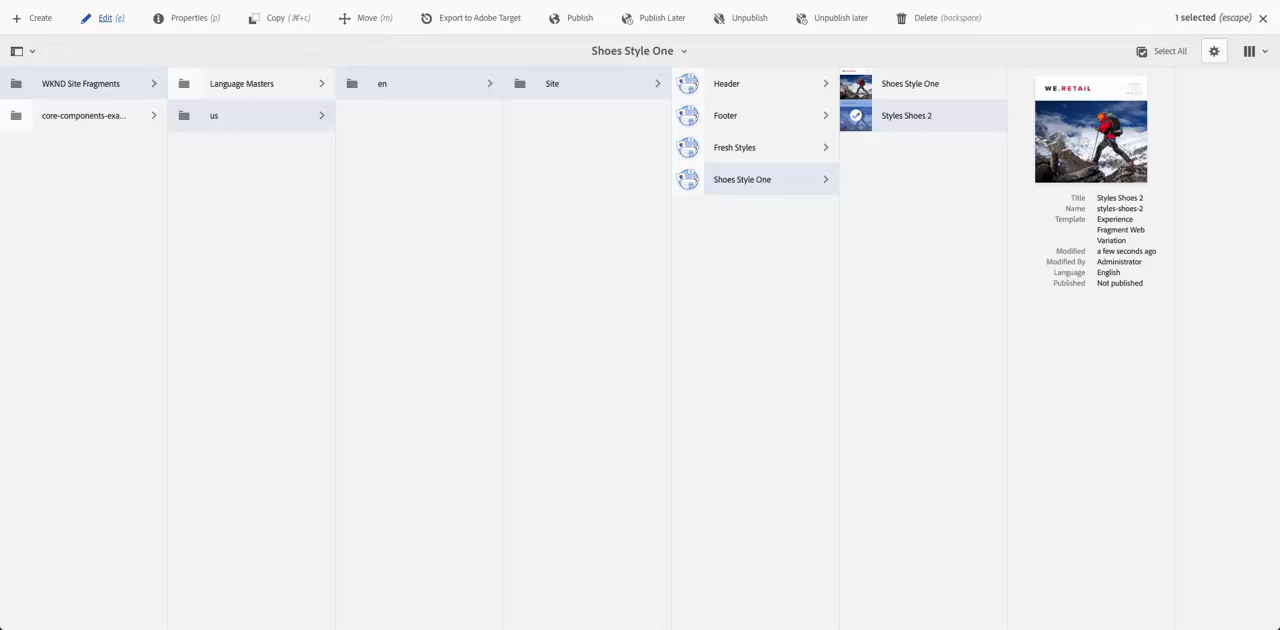 Create Edit (e) Properties (p) Copy (⌘+c) Move (m) Export to Adobe Target Publish Publish Later Unpublish Unpublish later Delete (backspace) 1 selected (escape)
Shoes Style One Select All
WKND Site Fragments Language Masters en Site Header Shoes Style One
core-components-exa... us Footer Styles Shoes 2
Fresh Styles
Shoes Style One
WE.RETAIL
Title Styles Shoes 2
Name styles-shoes-2
Template Experience
Fragment Web
Variation
Modified a few seconds ago
Modified By Administrator
Language English
Published Not published